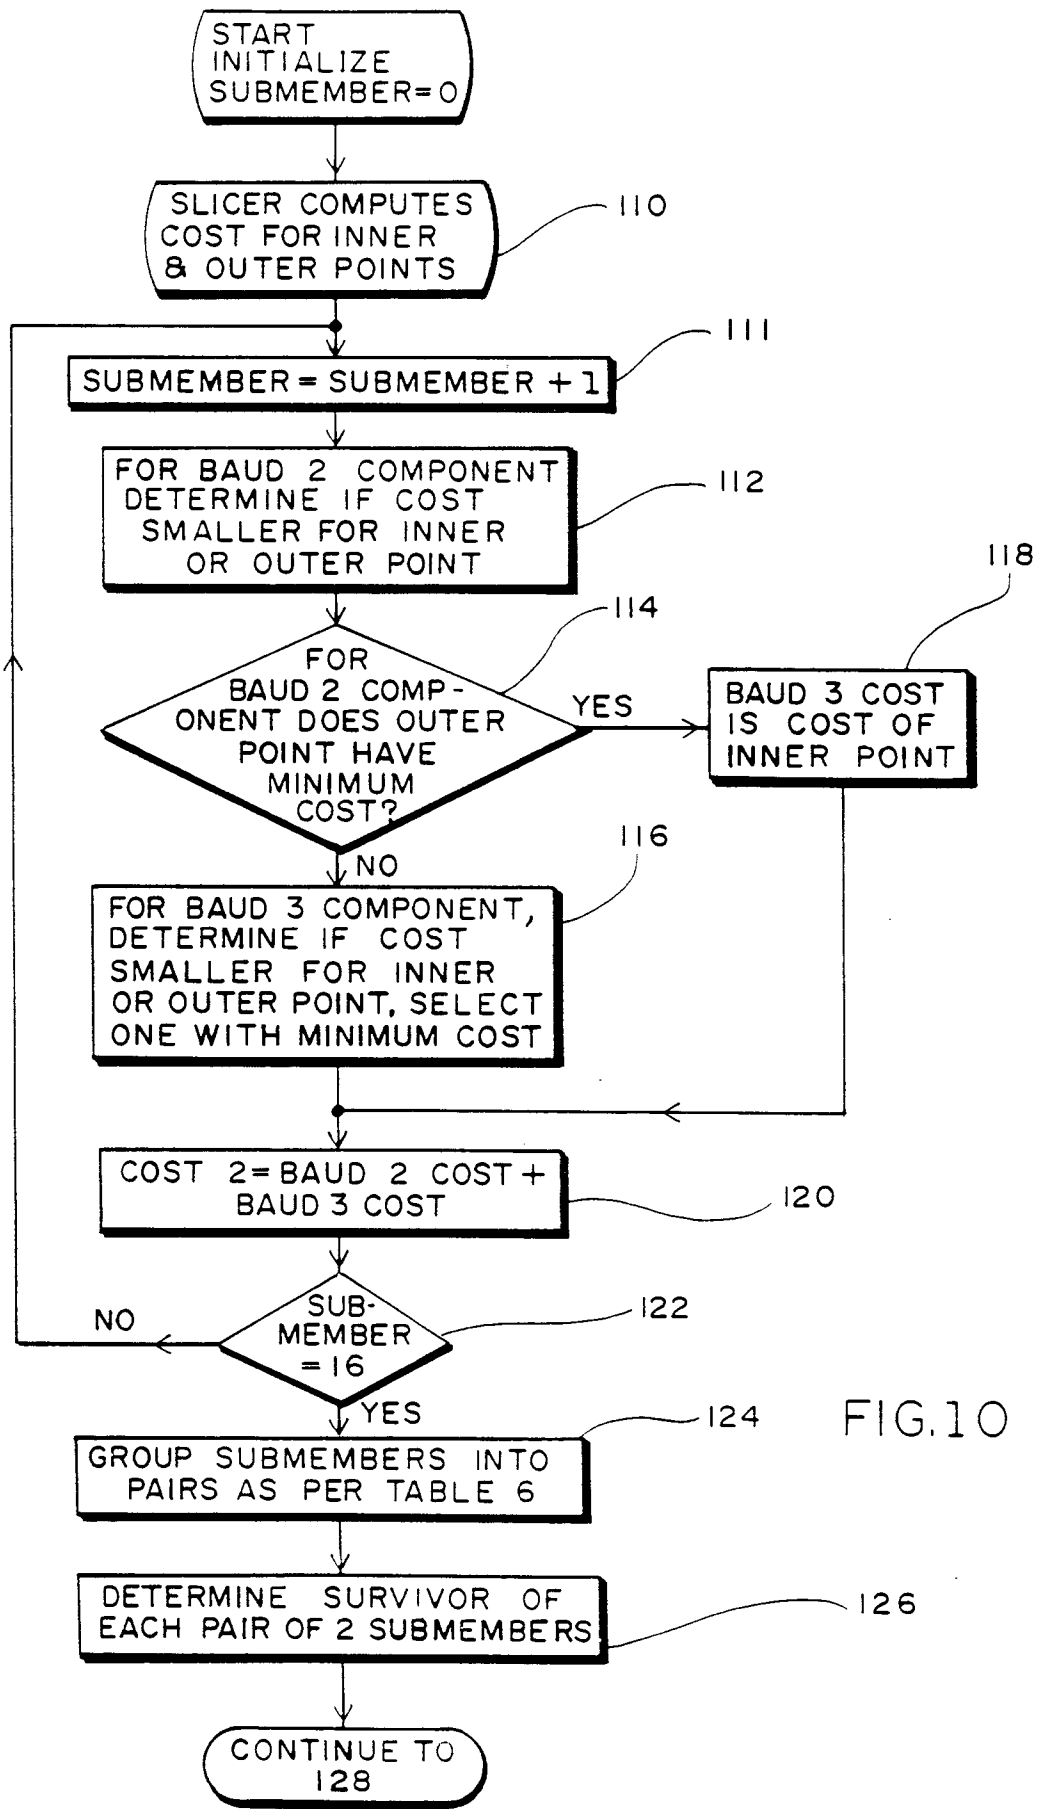 START
INITIALIZE
SUBMEMBER=0
SLICER COMPUTES
COST FOR INNER
& OUTER POINTS
110
111
SUBMEMBER = SUBMEMBER + 1
FOR BAUD 2 COMPONENT
DETERMINE IF COST
SMALLER FOR INNER
OR OUTER POINT
112
114
118
FOR
BAUD 2 COMP-
ONENT DOES OUTER
POINT HAVE
MINIMUM
COST?
YES
BAUD 3 COST
IS COST OF
INNER POINT
NO
116
FOR BAUD 3 COMPONENT,
DETERMINE IF COST
SMALLER FOR INNER
OR OUTER POINT, SELECT
ONE WITH MINIMUM COST
COST 2=BAUD 2 COST+
BAUD 3 COST
120
SUB-
MEMBER
=16
122
NO
YES
124
FIG.10
GROUP SUBMEMBERS INTO
PAIRS AS PER TABLE 6
DETERMINE SURVIVOR OF
EACH PAIR OF 2 SUBMEMBERS
126
CONTINUE TO
128